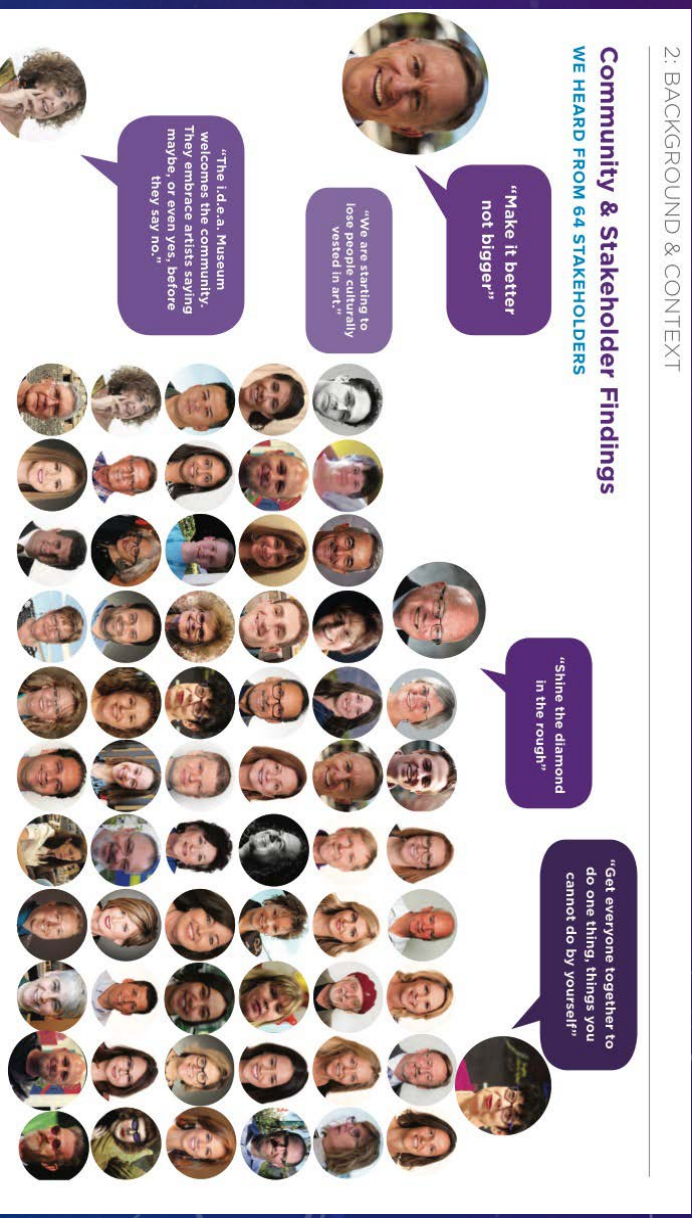 2: BACKGROUND & CONTEXT
Community & Stakeholder Findings
WE HEARD FROM 64 STAKEHOLDERS
“Make it better
not bigger”
“We are starting to
lose people culturally
vested in art.”
“The i.d.e.a. Museum
welcomes the community.
They embrace artists saying
maybe, or even yes, before
they say no.”
“Shine the diamond
in the rough”
“Get everyone together to
do one thing, things you
cannot do by yourself”